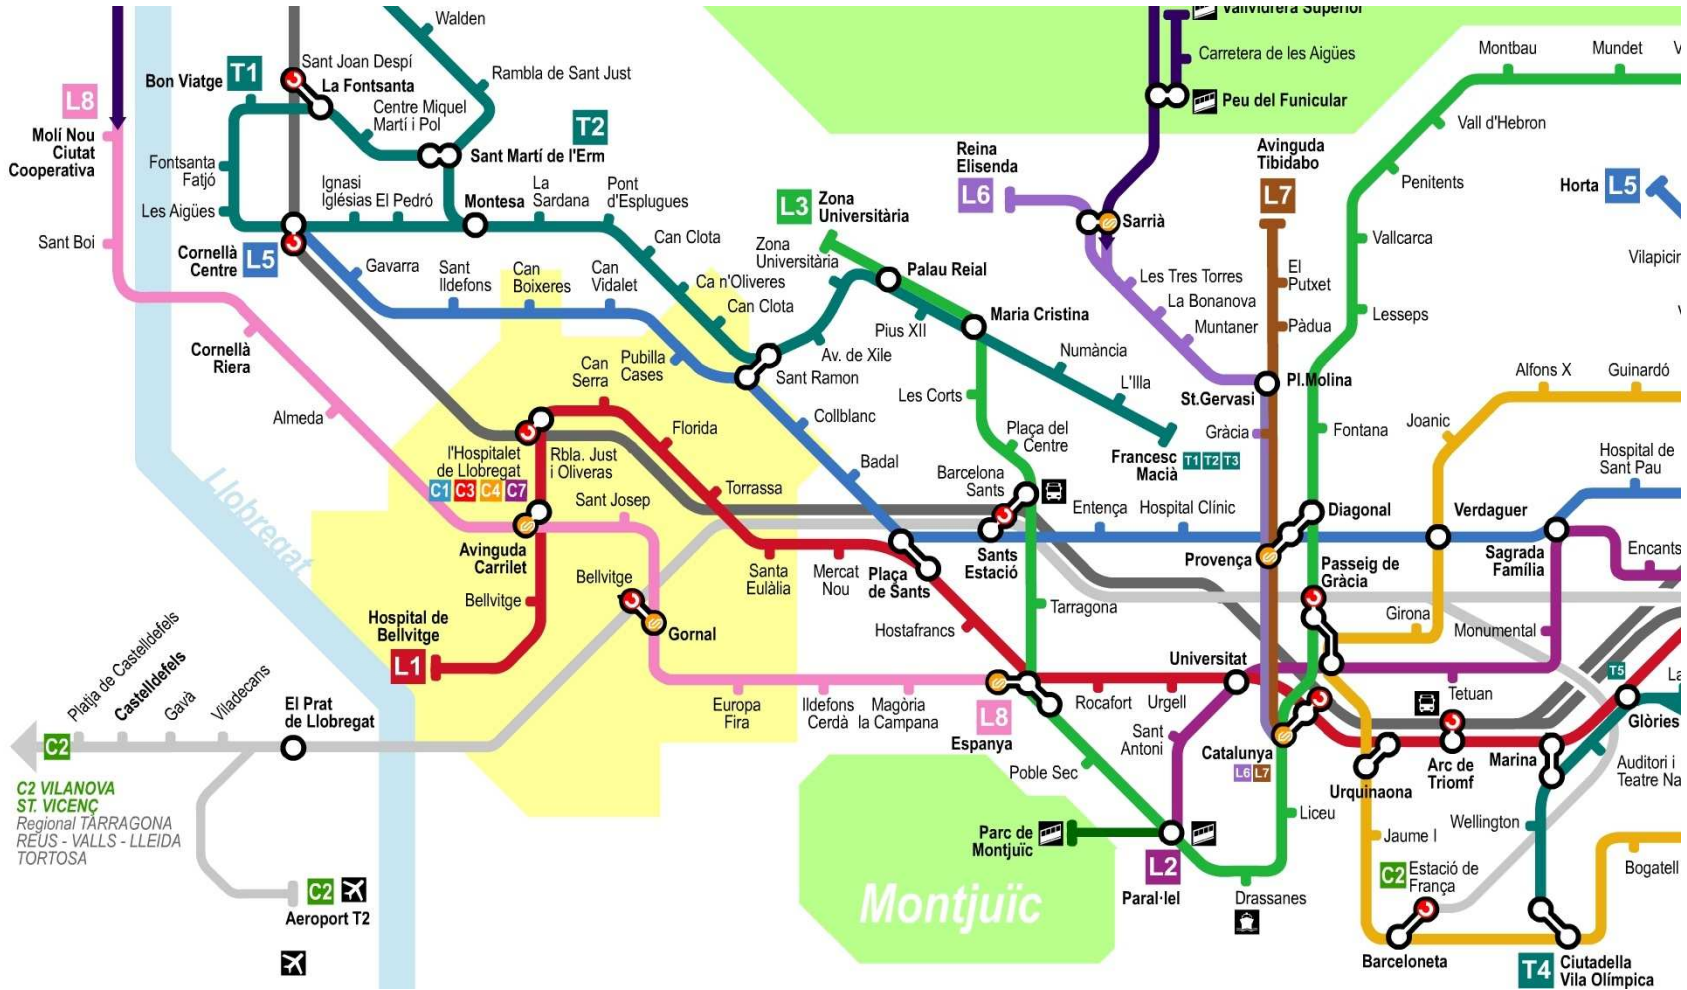 Walden
Vallvidrera Superior
Carretera de les Aigües
Montbau
Mundet
V
Sant Joan Despí
Bon Viatge
T1
La Fontsanta
Rambla de Sant Just
L8
Centre Miquel
Martí i Pol
T2
Peu del Funicular
Vall d'Hebron
Molí Nou
Ciutat
Cooperativa
Sant Martí de l'Erm
Reina
Elisenda
L6
Avinguda
Tibidabo
L7
Penitents
Horta
L5
Fontsanta
Fatjó
Les Aigües
Ignasi
Iglésias
El Pedró
Montesa
La
Sardana
Pont
d'Esplugues
L3
Zona
Universitària
Sarrià
Sant Boi
Cornellà
Centre
L5
Gavarra
Sant
Ildefons
Can
Boixeres
Can
Vidalet
Can Clota
Ca n'Oliveres
Can Clota
Zona
Universitària
Palau Reial
Les Tres Torres
La Bonanova
Muntaner
El
Putxet
Pàdua
Vallcarca
Vilapicin
Lesseps
V
Cornellà
Riera
Can
Serra
Pubilla
Cases
Av. de Xile
Sant Ramon
Pius XII
Maria Cristina
Numància
L'Illa
Pl.Molina
St.Gervasi
Alfons X
Guinardó
Almeda
Florida
Collblanc
Les Corts
Plaça del
Centre
Francesc
Macià
T1
T2
T3
Gràcia
Fontana
Joanic
Hospital de
Sant Pau
l'Hospitalet
de Llobregat
C1
C3
C4
C7
Rbla. Just
i Oliveras
Badal
Barcelona
Sants
Llobregat
Sant Josep
Torrassa
Entença
Hospital Clínic
Diagonal
Verdaguer
Avinguda
Carrilet
Santa
Eulàlia
Mercat
Nou
Plaça
de Sants
Sants
Estació
Provença
Passeig de
Gràcia
Sagrada
Família
Encants
Bellvitge
Bellvitge
Hospital de
Bellvitge
L1
Gornal
Hostafrancs
Tarragona
Girona
Monumental
Platja de Castelldefels
Castelldefels
Gavà
Viladecans
El Prat
de Llobregat
Universitat
T5
La
Europa
Fira
Ildefons
Cerdà
Magòria
la Campana
L8
Espanya
Rocafort
Urgell
Tetuan
Glòries
C2
Sant
Antoni
Catalunya
L6
L7
Urquinaona
Arc de
Triomf
Marina
Auditori i
Teatre Na
C2 VILANOVA
ST. VICENÇ
Regional TARRAGONA
REUS - VALLS - LLEIDA
TORTOSA
Poble Sec
Parc de
Montjuïc
Liceu
Jaume I
Wellington
L2
Paral·lel
C2
Estació de
França
Bogatell
C2
Aeroport T2
Montjuïc
Drassanes
Barceloneta
T4
Ciutadella
Vila Olímpica